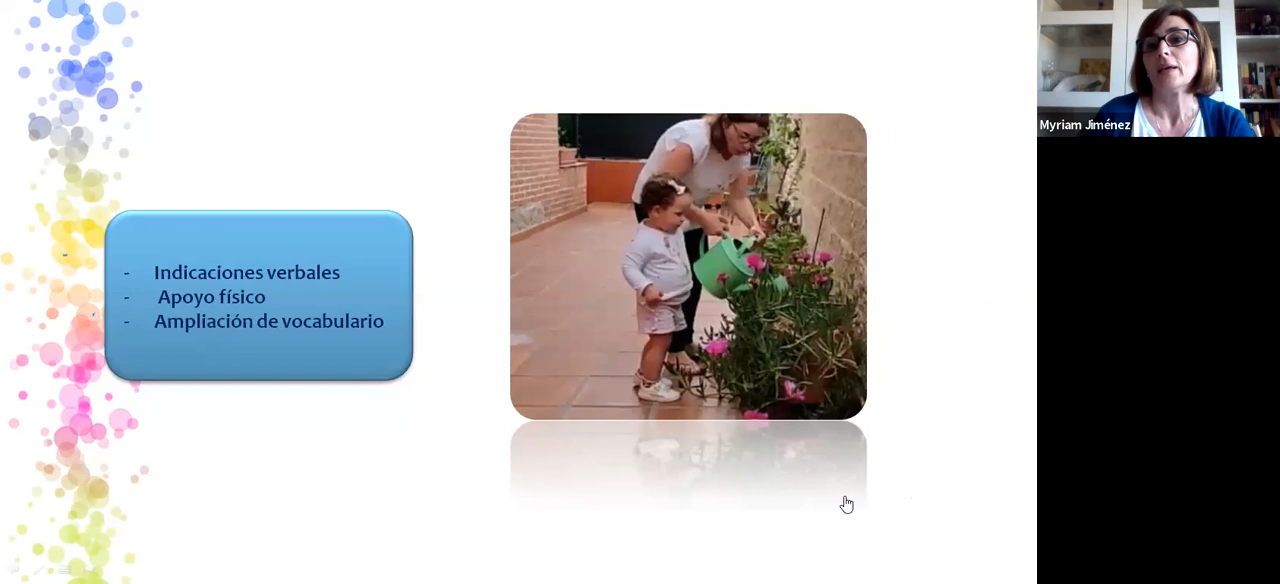 - Indicaciones verbales
- Apoyo físico
- Ampliación de vocabulario
Myriam Jiménez